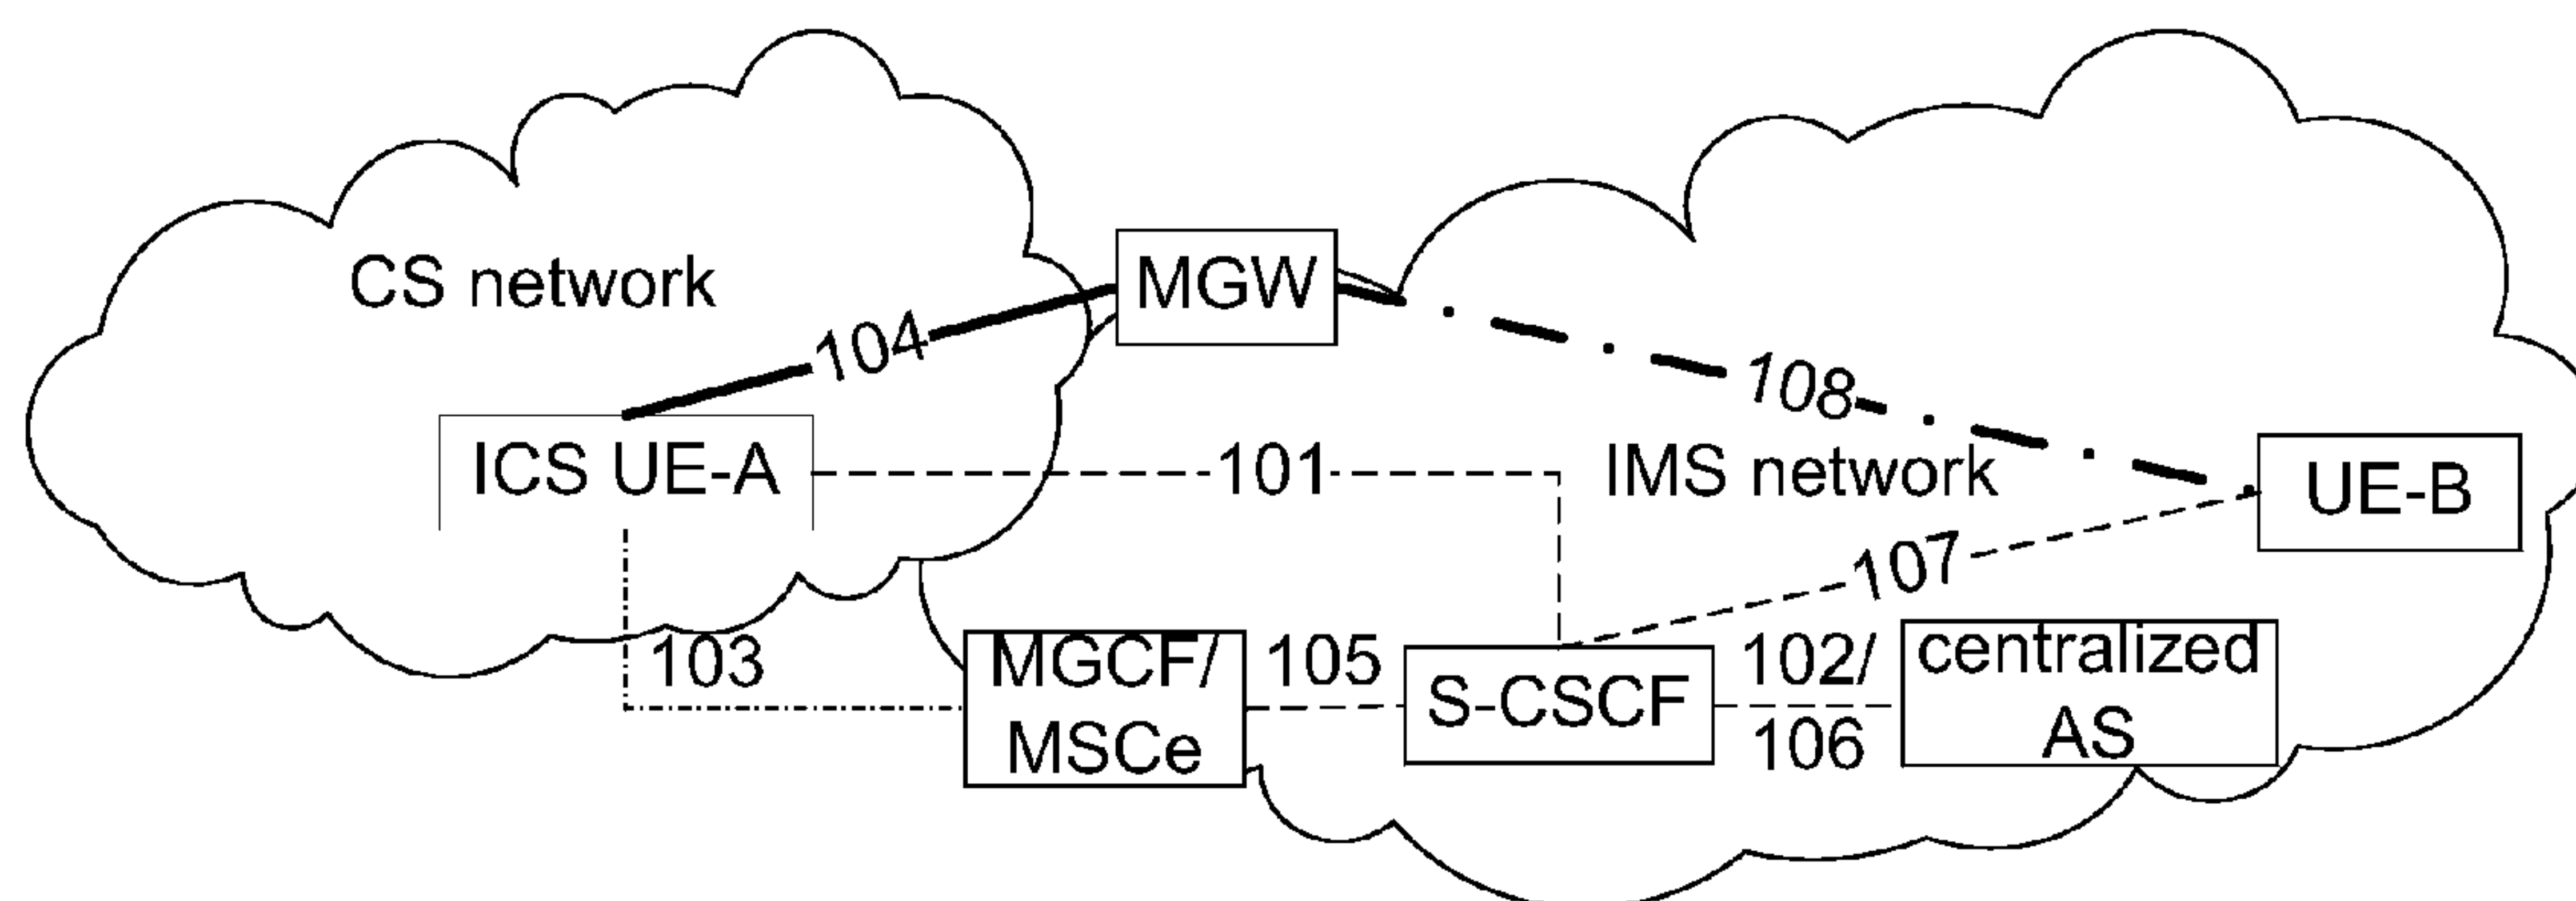 CS network
MGW
104
108
ICS UE-A
101
IMS network
UE-B
107
103
MGCF/
MSCe
105
S-CSCF
102/
106
centralized
AS